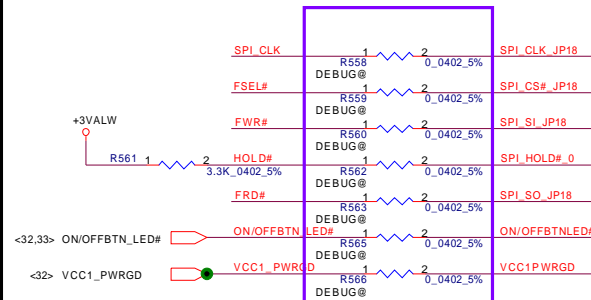 SPI_CLK 1 2 SPI_CLK_JP18
R558 0_0402_5%
DEBUG@
FSEL# 1 2 SPI_CS#_JP18
R559 0_0402_5%
DEBUG@
+3VALW FWR# 1 2 SPI_SI_JP18
R560 0_0402_5%
DEBUG@
R561 1 2 HOLD# 1 2 SPI_HOLD#_0
3.3K_0402_5% R562 0_0402_5%
DEBUG@
FRD# 1 2 SPI_SO_JP18
R563 0_0402_5%
DEBUG@
<32,33> ON/OFFBTN_LED# ON/OFFBTN_LED# 1 2 ON/OFFBTNLED#
R565 0_0402_5%
DEBUG@
<32> VCC1_PWRGD VCC1_PWRGD 1 2 VCC1PWRGD
R566 0_0402_5%
DEBUG@